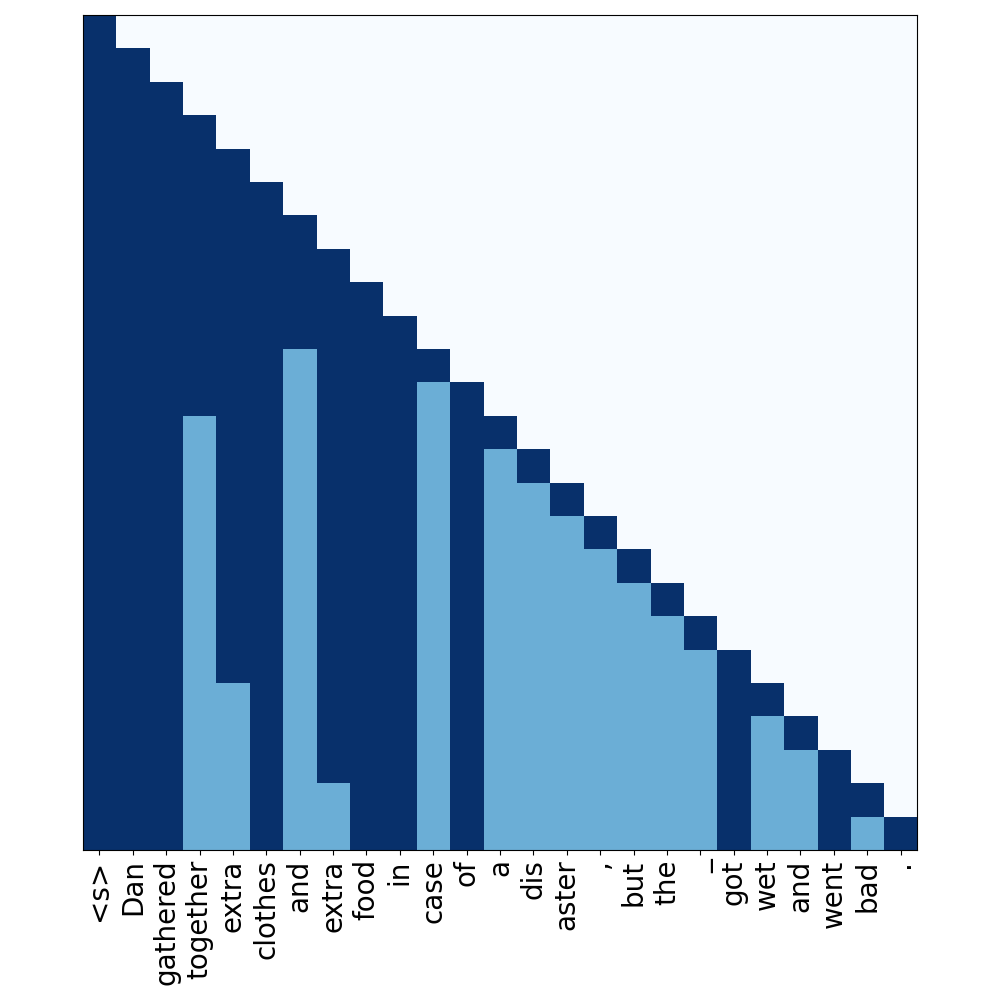 <s> Dan gathered together extra clothes and extra food in case of a dis aster , but the _ got wet and went bad .